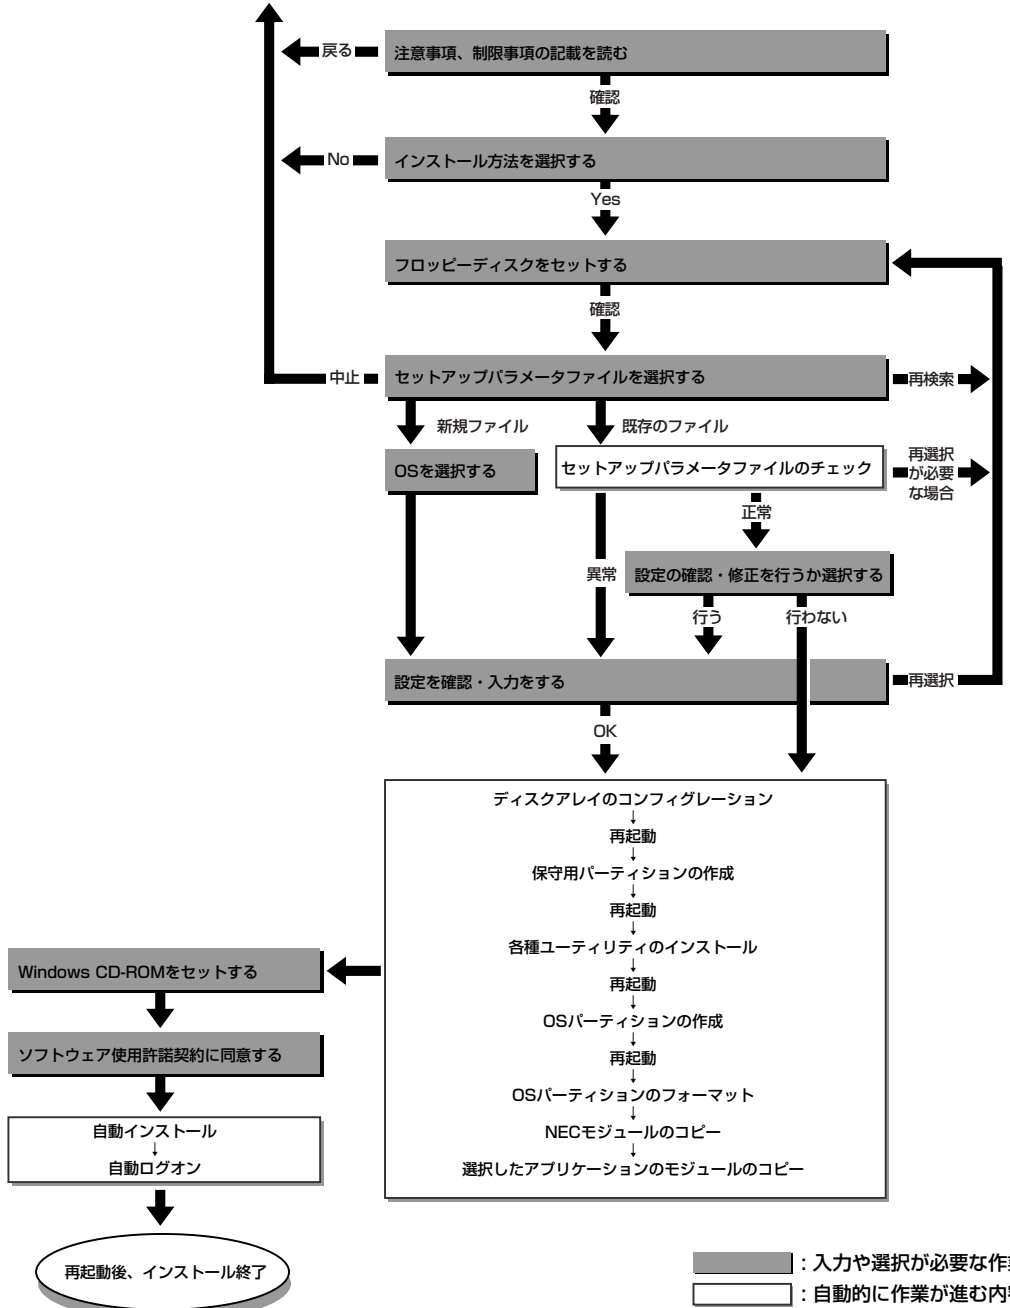 戻る
注意事項、制限事項の記載を読む
確認
No
インストール方法を選択する
Yes
フロッピーディスクをセットする
確認
中止
セットアップパラメータファイルを選択する
再検索
新規ファイル
既存のファイル
OSを選択する
セットアップパラメータファイルのチェック
再選択
が必要
な場合
正常
異常
設定の確認・修正を行うか選択する
行う
行わない
設定を確認・入力をする
再選択
OK
ディスクアレイのコンフィグレーション
↓
再起動
↓
保守用パーティションの作成
↓
再起動
↓
各種ユーティリティのインストール
↓
再起動
↓
OSパーティションの作成
↓
再起動
↓
OSパーティションのフォーマット
↓
NECモジュールのコピー
↓
選択したアプリケーションのモジュールのコピー
Windows CD-ROMをセットする
ソフトウェア使用許諾契約に同意する
自動インストール
↓
自動ログオン
再起動後、インストール終了
：入力や選択が必要な作
：自動的に作業が進む内